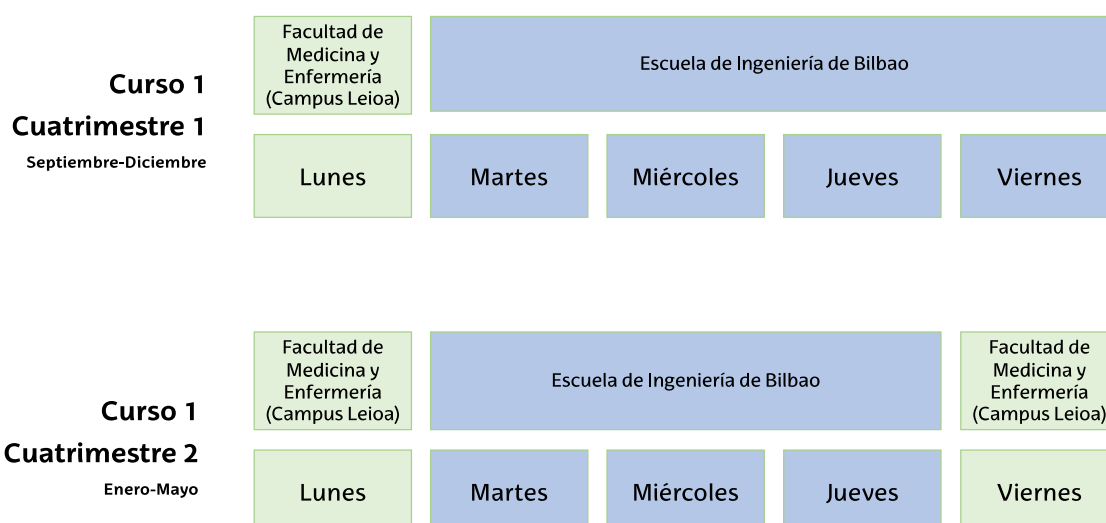 Curso 1
Cuatrimestre 1
Septiembre-Diciembre
Facultad de
Medicina y
Enfermería
(Campus Leioa)
Escuela de Ingeniería de Bilbao
Lunes
Martes
Miércoles
Jueves
Viernes
Curso 1
Cuatrimestre 2
Enero-Mayo
Facultad de
Medicina y
Enfermería
(Campus Leioa)
Escuela de Ingeniería de Bilbao
Facultad de
Medicina y
Enfermería
(Campus Leioa)
Lunes
Martes
Miércoles
Jueves
Viernes